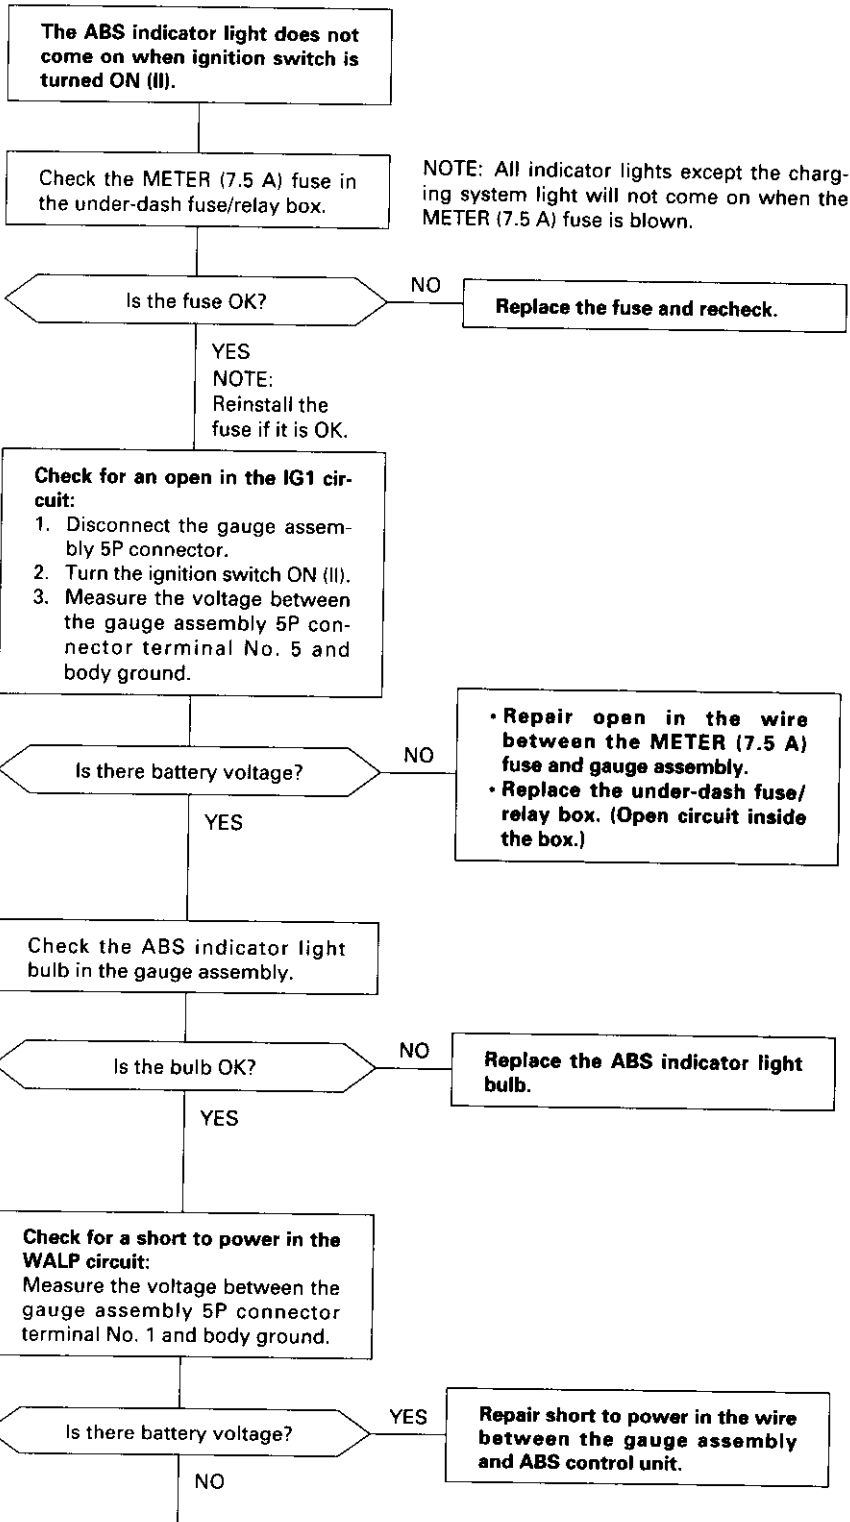 The ABS indicator light does not
come on when ignition switch is
turned ON (II).
Check the METER (7.5 A) fuse in
the under-dash fuse/relay box.
NOTE: All indicator lights except the charg-
ing system light will not come on when the
METER (7.5 A) fuse is blown.
Is the fuse OK?
NO
Replace the fuse and recheck.
YES
NOTE:
Reinstall the
fuse if it is OK.
Check for an open in the IG1 cir-
cuit:
1. Disconnect the gauge assem-
bly 5P connector.
2. Turn the ignition switch ON (II).
3. Measure the voltage between
the gauge assembly 5P con-
nector terminal No. 5 and
body ground.
Is there battery voltage?
NO
• Repair open in the wire
between the METER (7.5 A)
fuse and gauge assembly.
• Replace the under-dash fuse/
relay box. (Open circuit inside
the box.)
YES
Check the ABS indicator light
bulb in the gauge assembly.
Is the bulb OK?
NO
Replace the ABS indicator light
bulb.
YES
Check for a short to power in the
WALP circuit:
Measure the voltage between the
gauge assembly 5P connector
terminal No. 1 and body ground.
Is there battery voltage?
YES
Repair short to power in the wire
between the gauge assembly
and ABS control unit.
NO